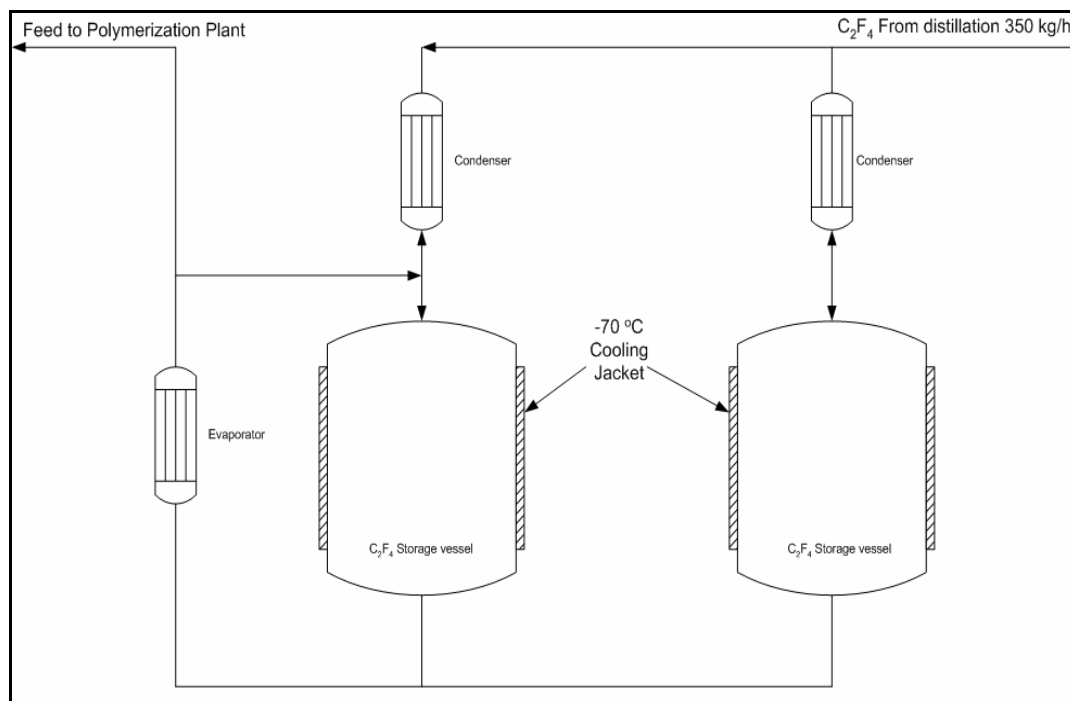 Feed to Polymerization Plant
C₂F₄ From distillation 350 kg/h
Condenser
Condenser
-70 ºC
Cooling
Jacket
Evaporator
C₂F₄ Storage vessel
C₂F₄ Storage vessel